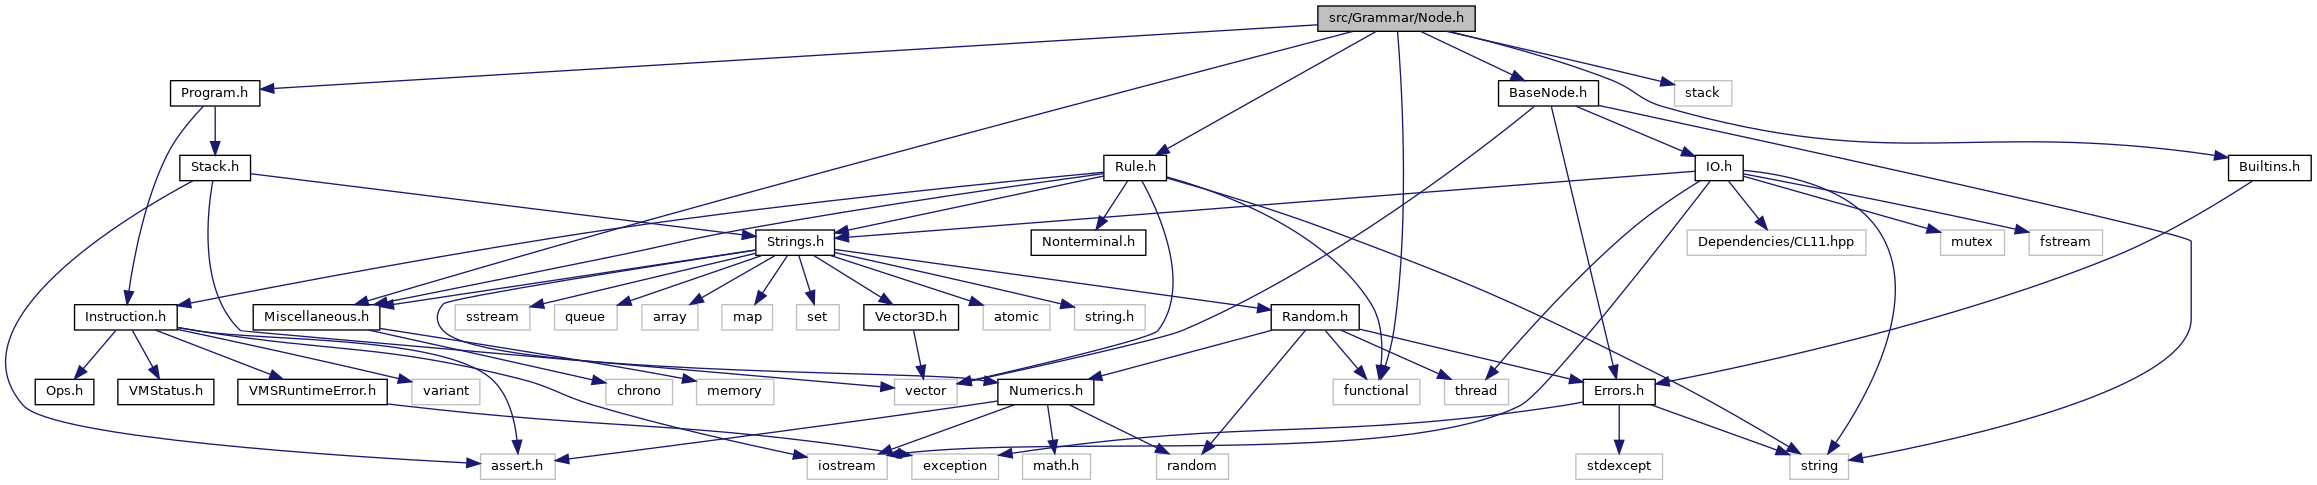 src/Grammar/Node.h
Program.h
BaseNode.h
stack
Stack.h
Rule.h
IO.h
Builtins.h
Strings.h
Nonterminal.h
Dependencies/CL11.hpp
mutex
fstream
Instruction.h
Miscellaneous.h
sstream
queue
array
map
set
Vector3D.h
atomic
string.h
Random.h
Ops.h
VMStatus.h
VMSRuntimeError.h
variant
chrono
memory
vector
Numerics.h
functional
thread
Errors.h
assert.h
iostream
exception
math.h
random
stdexcept
string